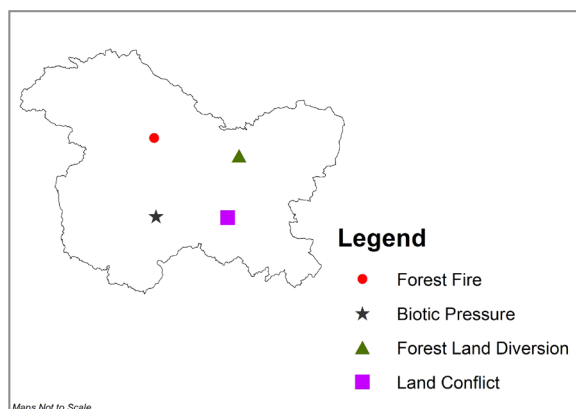 Legend
Forest Fire
Biotic Pressure
Forest Land Diversion
Land Conflict
Maps Not to Scale